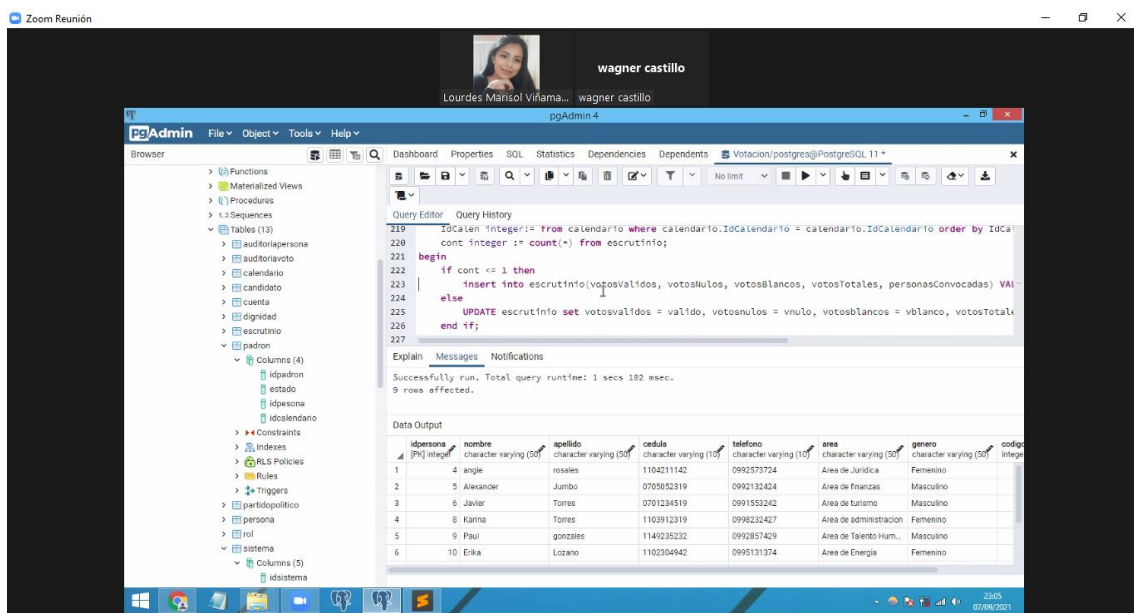 Zoom Reunión
wagner castillo
Lourdes Marisol Viñama... wagner castillo
pgAdmin 4
pgAdmin File Object Tools Help
Browser Dashboard Properties SQL Statistics Dependencies Dependents Votacion/postgres@PostgreSQL 11 *
No limit
Functions
Materialized Views
Procedures
1..3 Sequences
Tables (13)
auditoriapersona
auditoriavoto
calendario
candidato
cuenta
dignidad
escrutinio
padron
Columns (4)
idpadron
estado
idpesona
idcalendario
Constraints
Indexes
RLS Policies
Rules
Triggers
partidopolitico
persona
rol
sistema
Columns (5)
idsistema
Query Editor Query History
219 IdCalen integer:= from calendario where calendario.IdCalendario = calendario.IdCalendario order by IdCa
220 cont integer := count(*) from escrutinio;
221 begin
222 if cont <= 1 then
223 insert into escrutinio(votosValidos, votosNulos, votosBlancos, votosTotales, personasConvocadas) VAL
224 else
225 UPDATE escrutinio set votosvalidos = valido, votosnulos = vnulo, votosblancos = vblanco, votosTotale
226 end if;
227
Explain Messages Notifications
Successfully run. Total query runtime: 1 secs 102 msec.
9 rows affected.
Data Output
idpersona nombre apellido cedula telefono area genero codigo
[PK] integer character varying (50) character varying (50) character varying (10) character varying (10) character varying (50) character varying (50) intege
1 4 angie rosales 1104211142 0992573724 Area de Juridica Femenino
2 5 Alexander Jumbo 0705052319 0992132424 Area de finanzas Masculino
3 6 Javier Torres 0701234519 0991553242 Area de turismo Masculino
4 8 Karina Torres 1103912319 0998232427 Area de administracion Femenino
5 9 Paul gonzales 1149235232 0992857429 Area de Talento Hum... Masculino
6 10 Erika Lozano 1102304942 0995131374 Area de Energia Femenino
23:05
07/09/2021